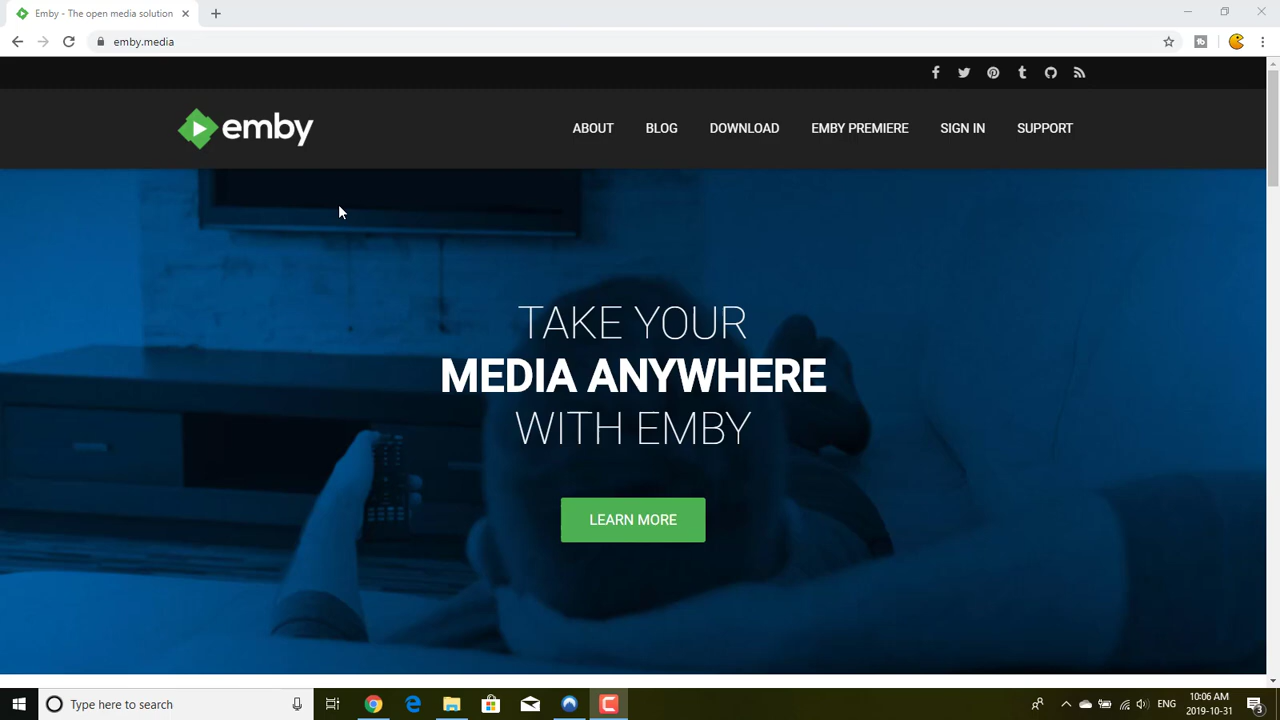 Emby - The open media solution
emby.media
emby
ABOUT BLOG DOWNLOAD EMBY PREMIERE SIGN IN SUPPORT
TAKE YOUR
MEDIA ANYWHERE
WITH EMBY
LEARN MORE
Type here to search
ENG
10:06 AM
2019-10-31
3